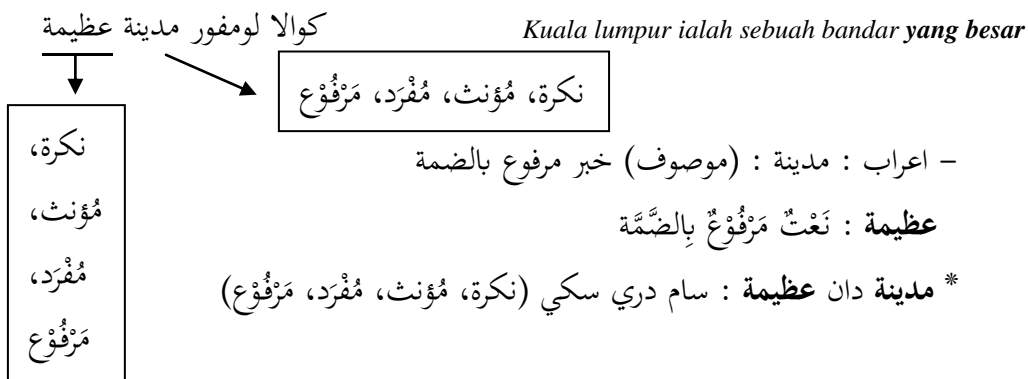 كوالا لومفور مدينة عظيمة
Kuala lumpur ialah sebuah bandar yang besar
نكرة، مُؤنث، مُفْرَد، مَرْفُوْع
نكرة،
مُؤنث،
مُفْرَد،
مَرْفُوْع
– اعراب : مدينة : (موصوف) خبر مرفوع بالضمة
عظيمة : نَعْتٌ مَرْفُوْعٌ بِالضَّمَّة
* مدينة دان عظيمة : سام دري سكي (نكرة، مُؤنث، مُفْرَد، مَرْفُوْع)